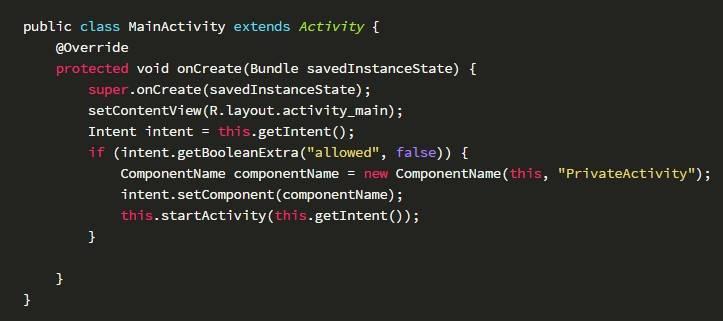 public class MainActivity extends Activity {
    @Override
    protected void onCreate(Bundle savedInstanceState) {
        super.onCreate(savedInstanceState);
        setContentView(R.layout.activity_main);
        Intent intent = this.getIntent();
        if (intent.getBooleanExtra("allowed", false)) {
            ComponentName componentName = new ComponentName(this, "PrivateActivity");
            intent.setComponent(componentName);
            this.startActivity(this.getIntent());
        }
    }
}